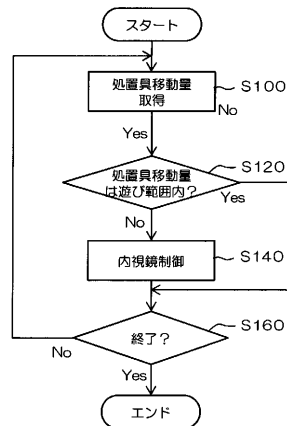 スタート
処置具移動量
取得
S100
No
Yes
処置具移動量
は遊び範囲内?
S120
Yes
No
内視鏡制御
S140
終了?
S160
No
Yes
エンド